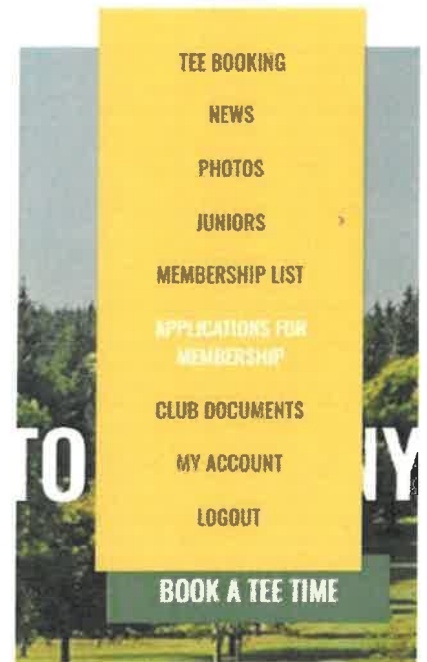 TEE BOOKING
NEWS
PHOTOS
JUNIORS >
MEMBERSHIP LIST
APPLICATIONS FOR
MEMBERSHIP
CLUB DOCUMENTS
TO NY
MY ACCOUNT
LOGOUT
BOOK A TEE TIME